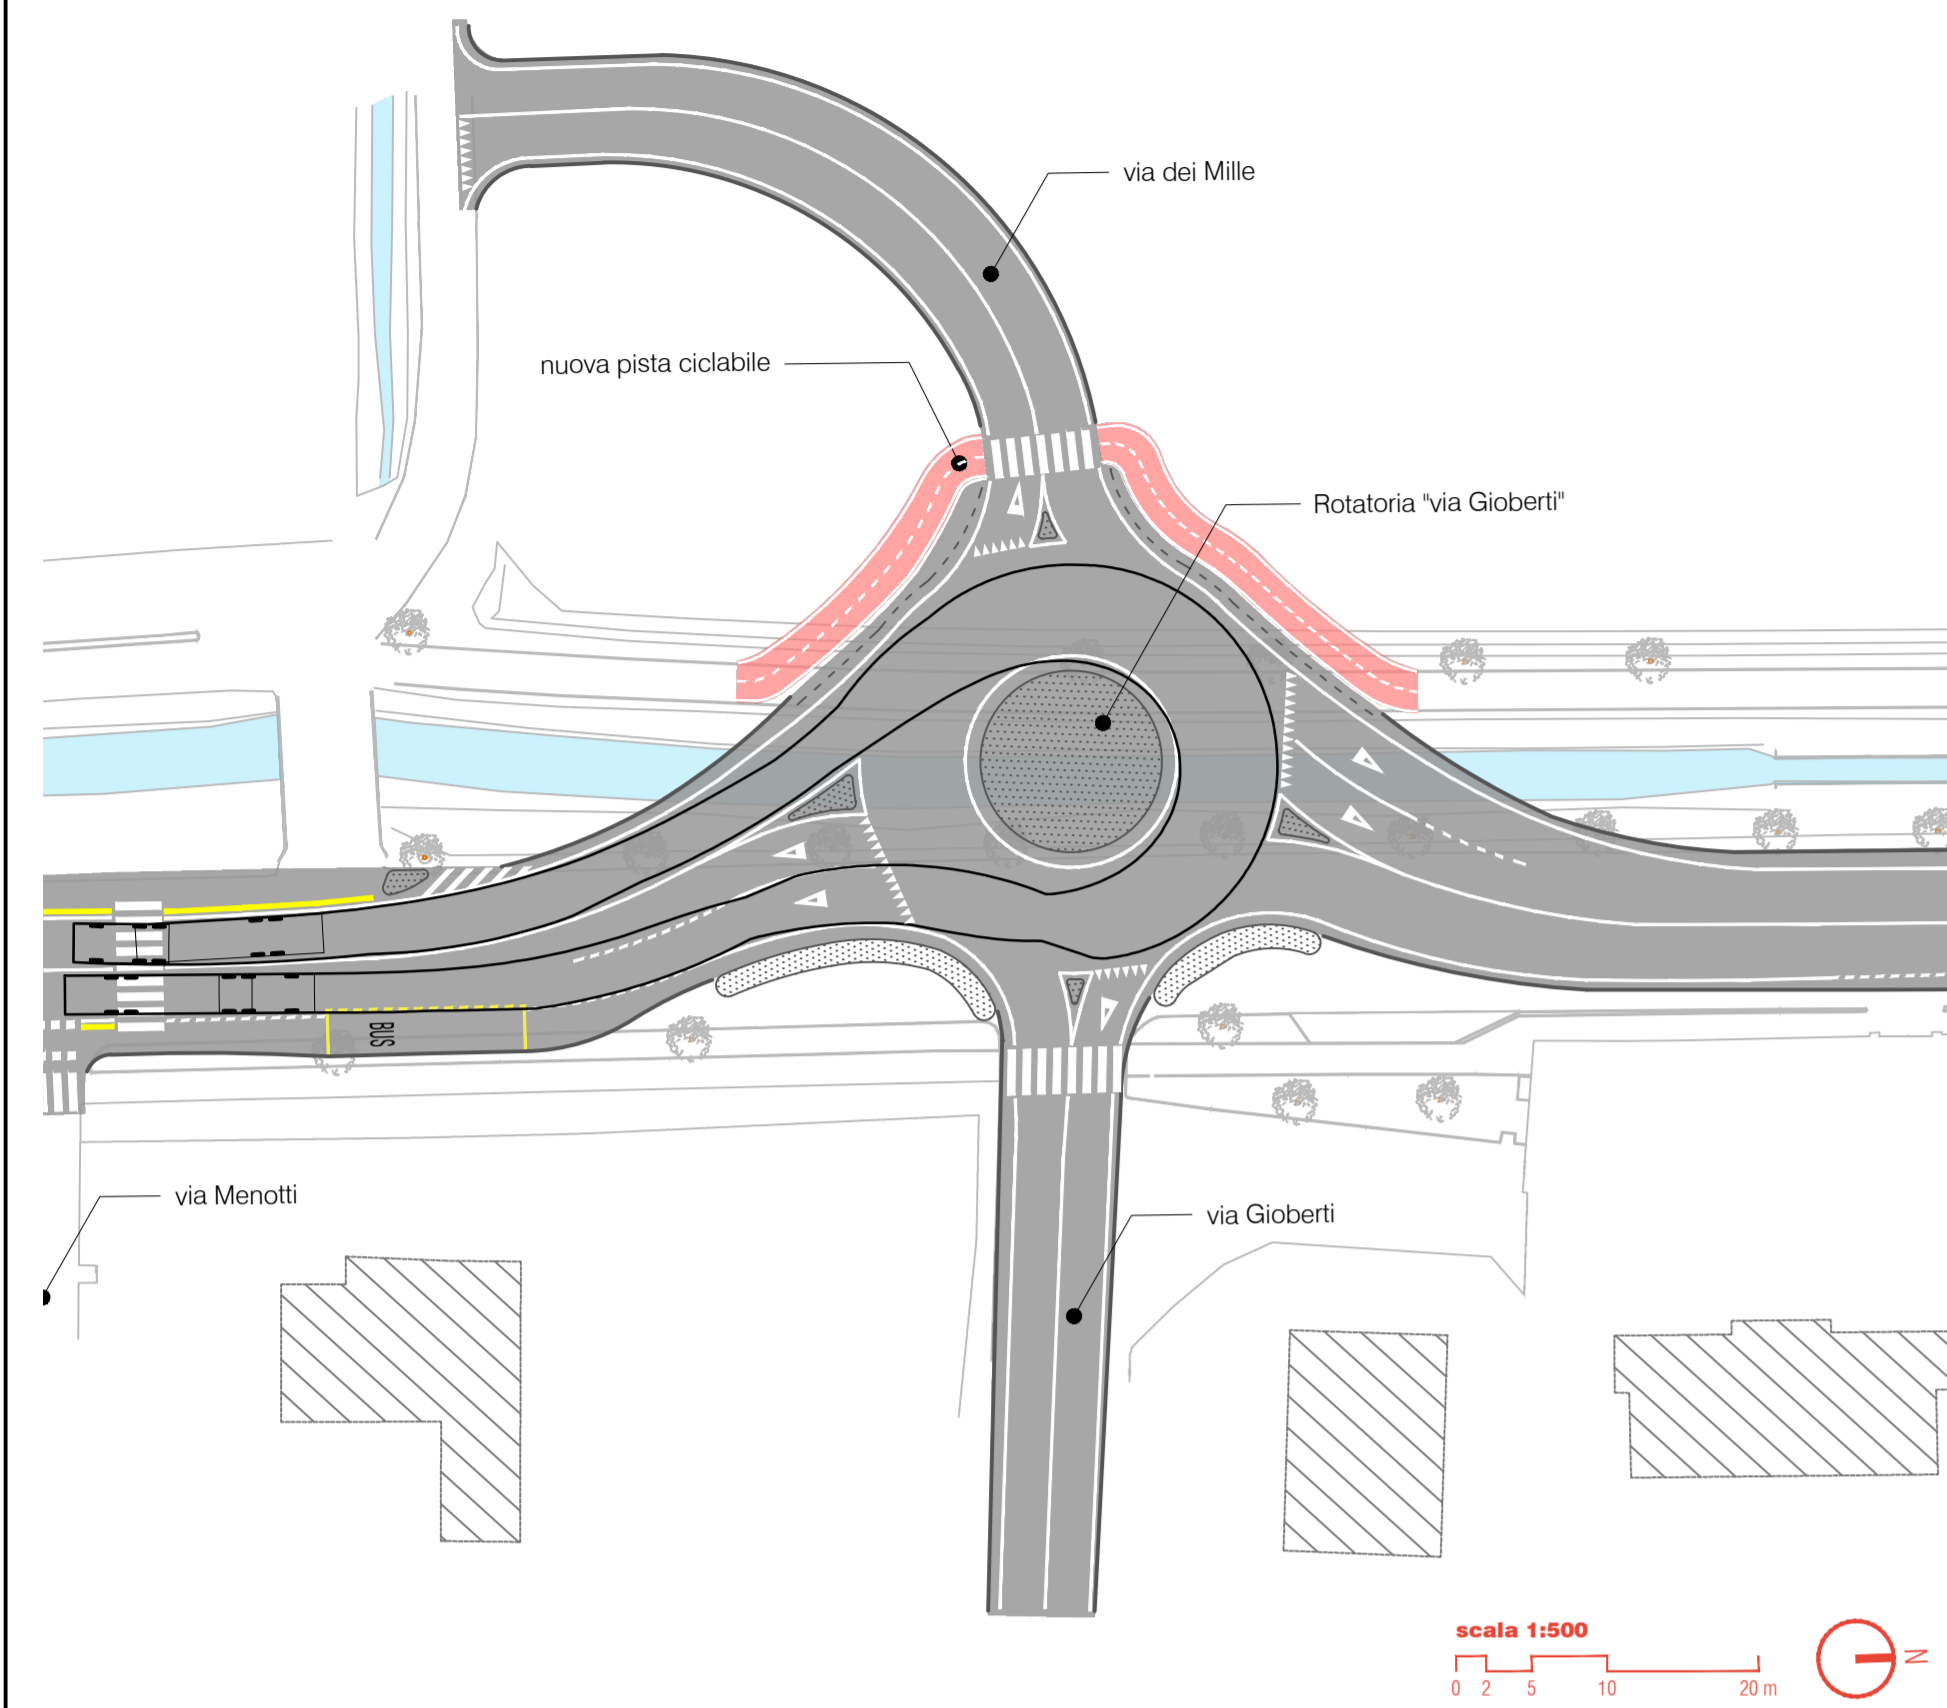 via dei Mille
nuova pista ciclabile
Rotatoria "via Gioberti"
BUS
via Menotti
via Gioberti
scala 1:500
0 2 5 10 20 m
N